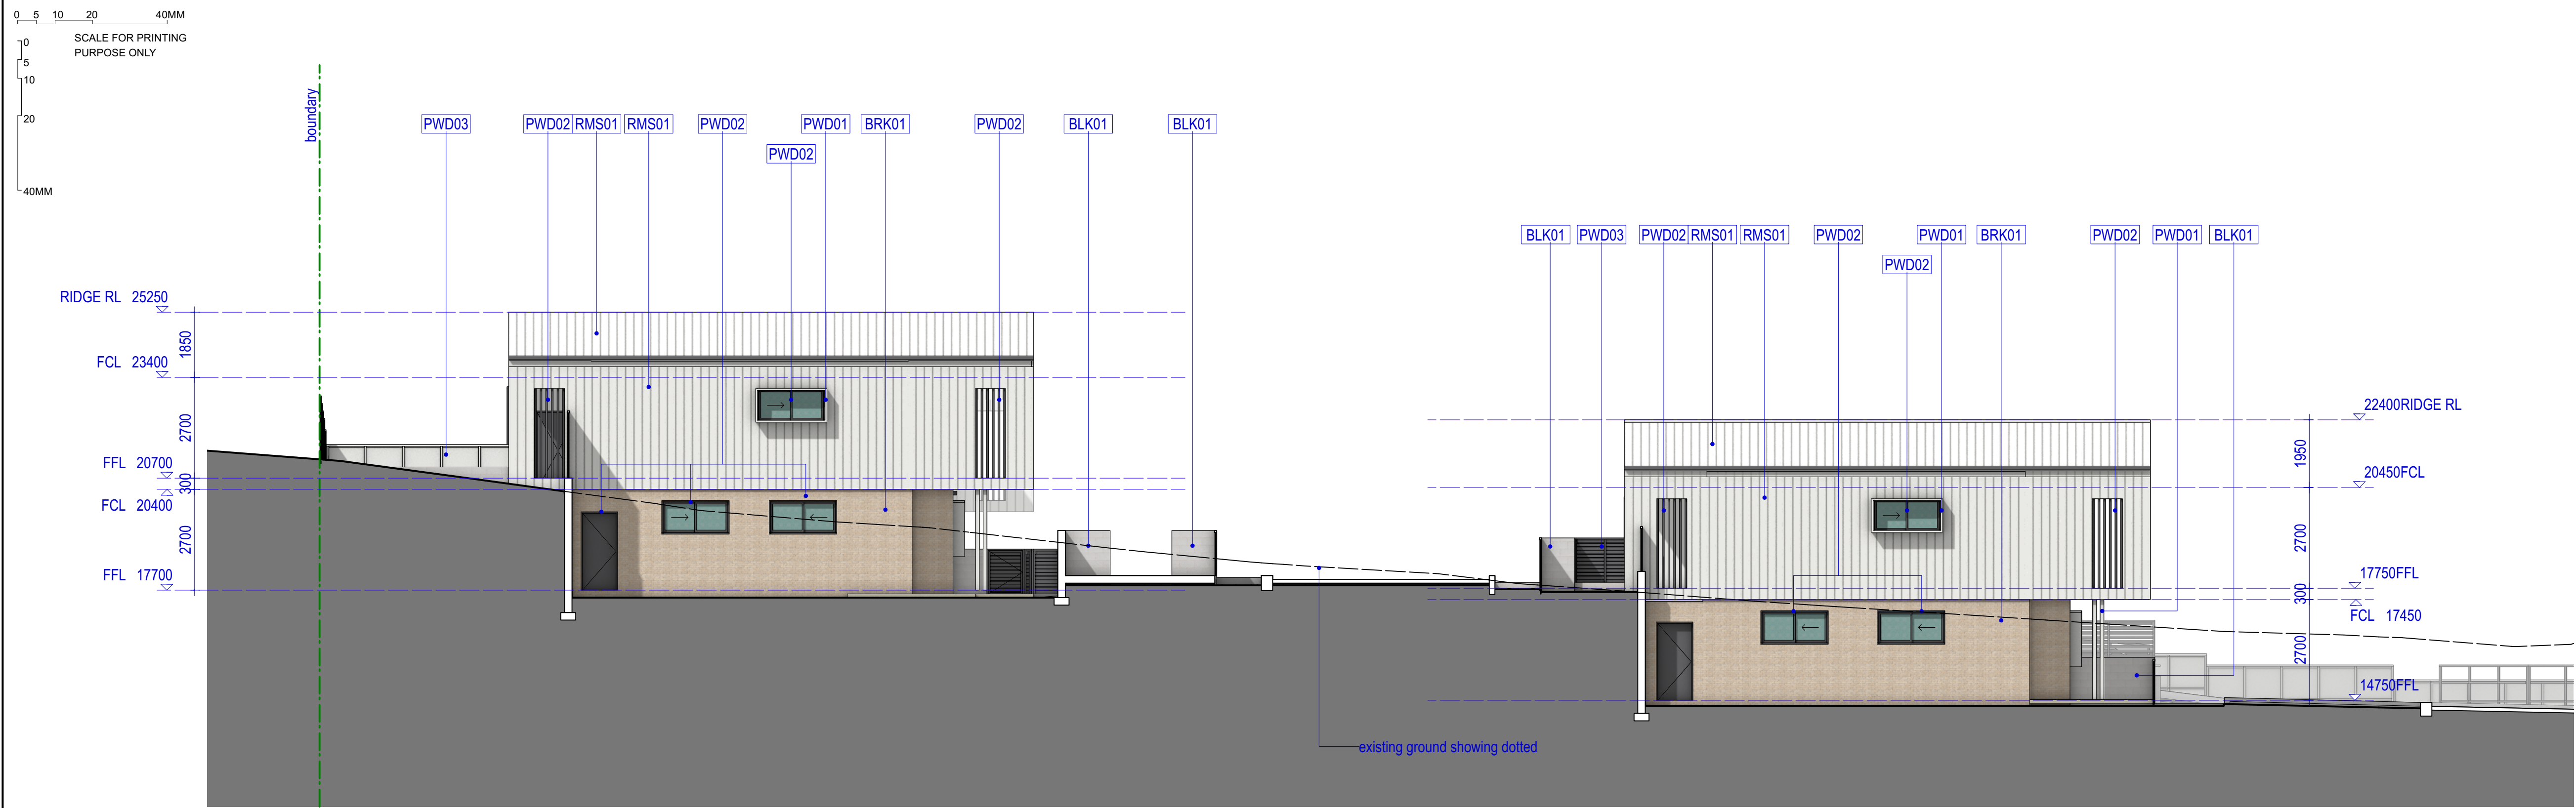 0 5 10 20 40MM
SCALE FOR PRINTING
PURPOSE ONLY
0
5
10
20
40MM
boundary
PWD03
PWD02
RMS01
RMS01
PWD02
PWD01
BRK01
PWD02
BLK01
BLK01
PWD02
BLK01
PWD03
PWD02
RMS01
RMS01
PWD02
PWD01
BRK01
PWD02
PWD01
BLK01
PWD02
RIDGE RL 25250
1850
FCL 23400
2700
FFL 20700
300
FCL 20400
2700
FFL 17700
22400RIDGE RL
1950
20450FCL
2700
17750FFL
300
FCL 17450
2700
14750FFL
existing ground showing dotted